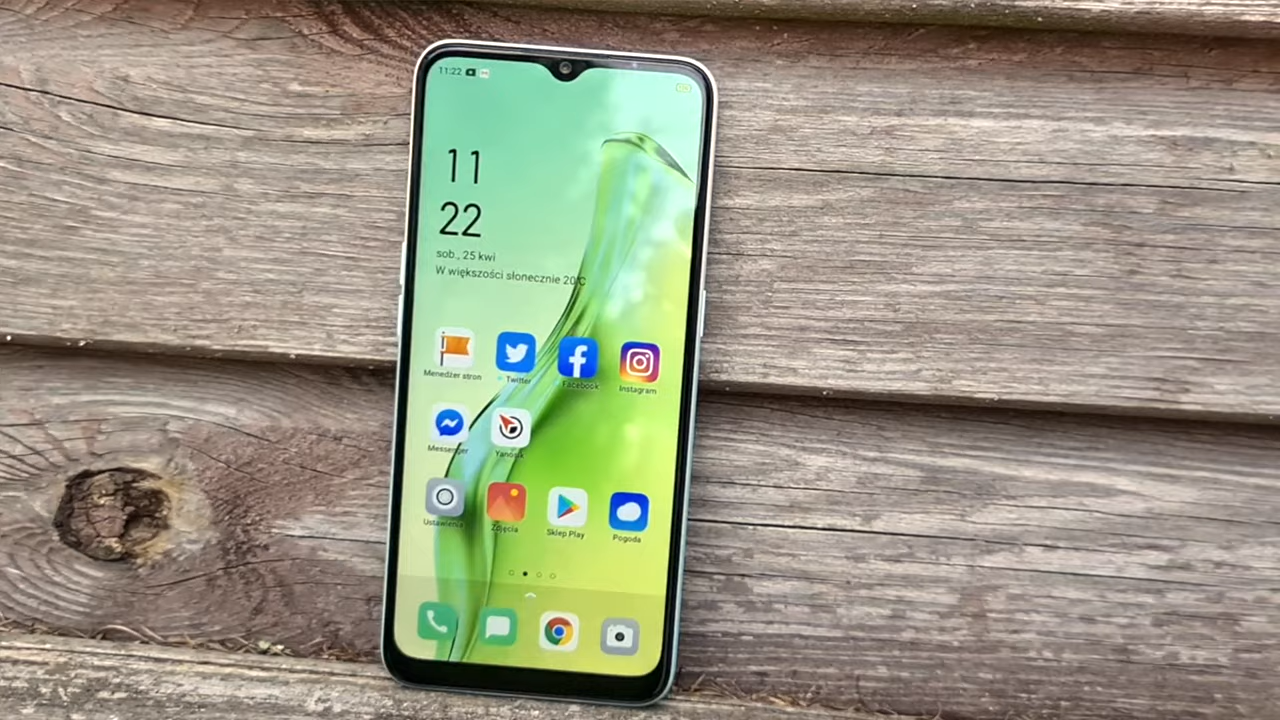 11:22
11
22
sob., 25 kwi
W większości słonecznie 20°C
Menedżer stron
Twitter
Facebook
Instagram
Messenger
Yanosik
Ustawienia
Zdjęcia
Sklep Play
Pogoda